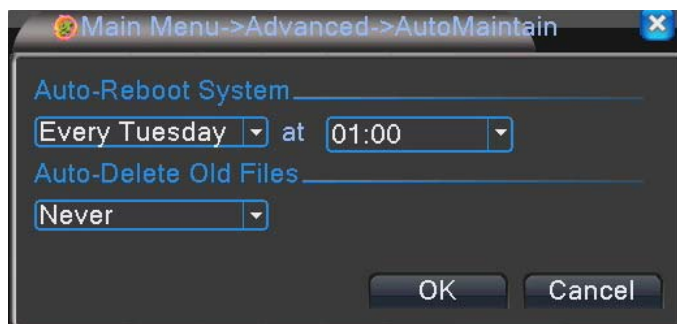 Main Menu->Advanced->AutoMaintain
Auto-Reboot System
Every Tuesday at 01:00
Auto-Delete Old Files
Never
OK Cancel